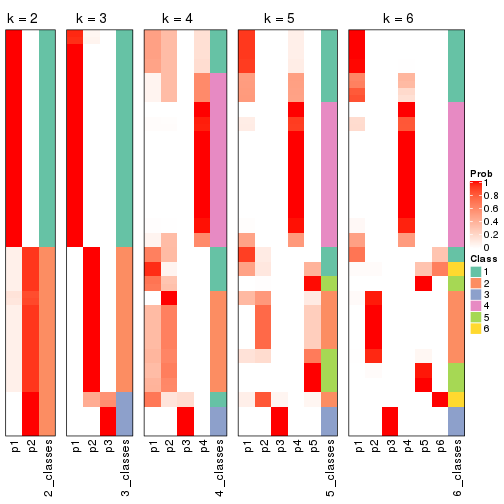 k = 2
k = 3
k = 4
k = 5
k = 6
p1
p2
2_classes
p1
p2
p3
3_classes
p1
p2
p3
p4
4_classes
p1
p2
p3
p4
p5
5_classes
p1
p2
p3
p4
p5
p6
6_classes
Prob
1
0.8
0.6
0.4
0.2
0
Class
1
2
3
4
5
6